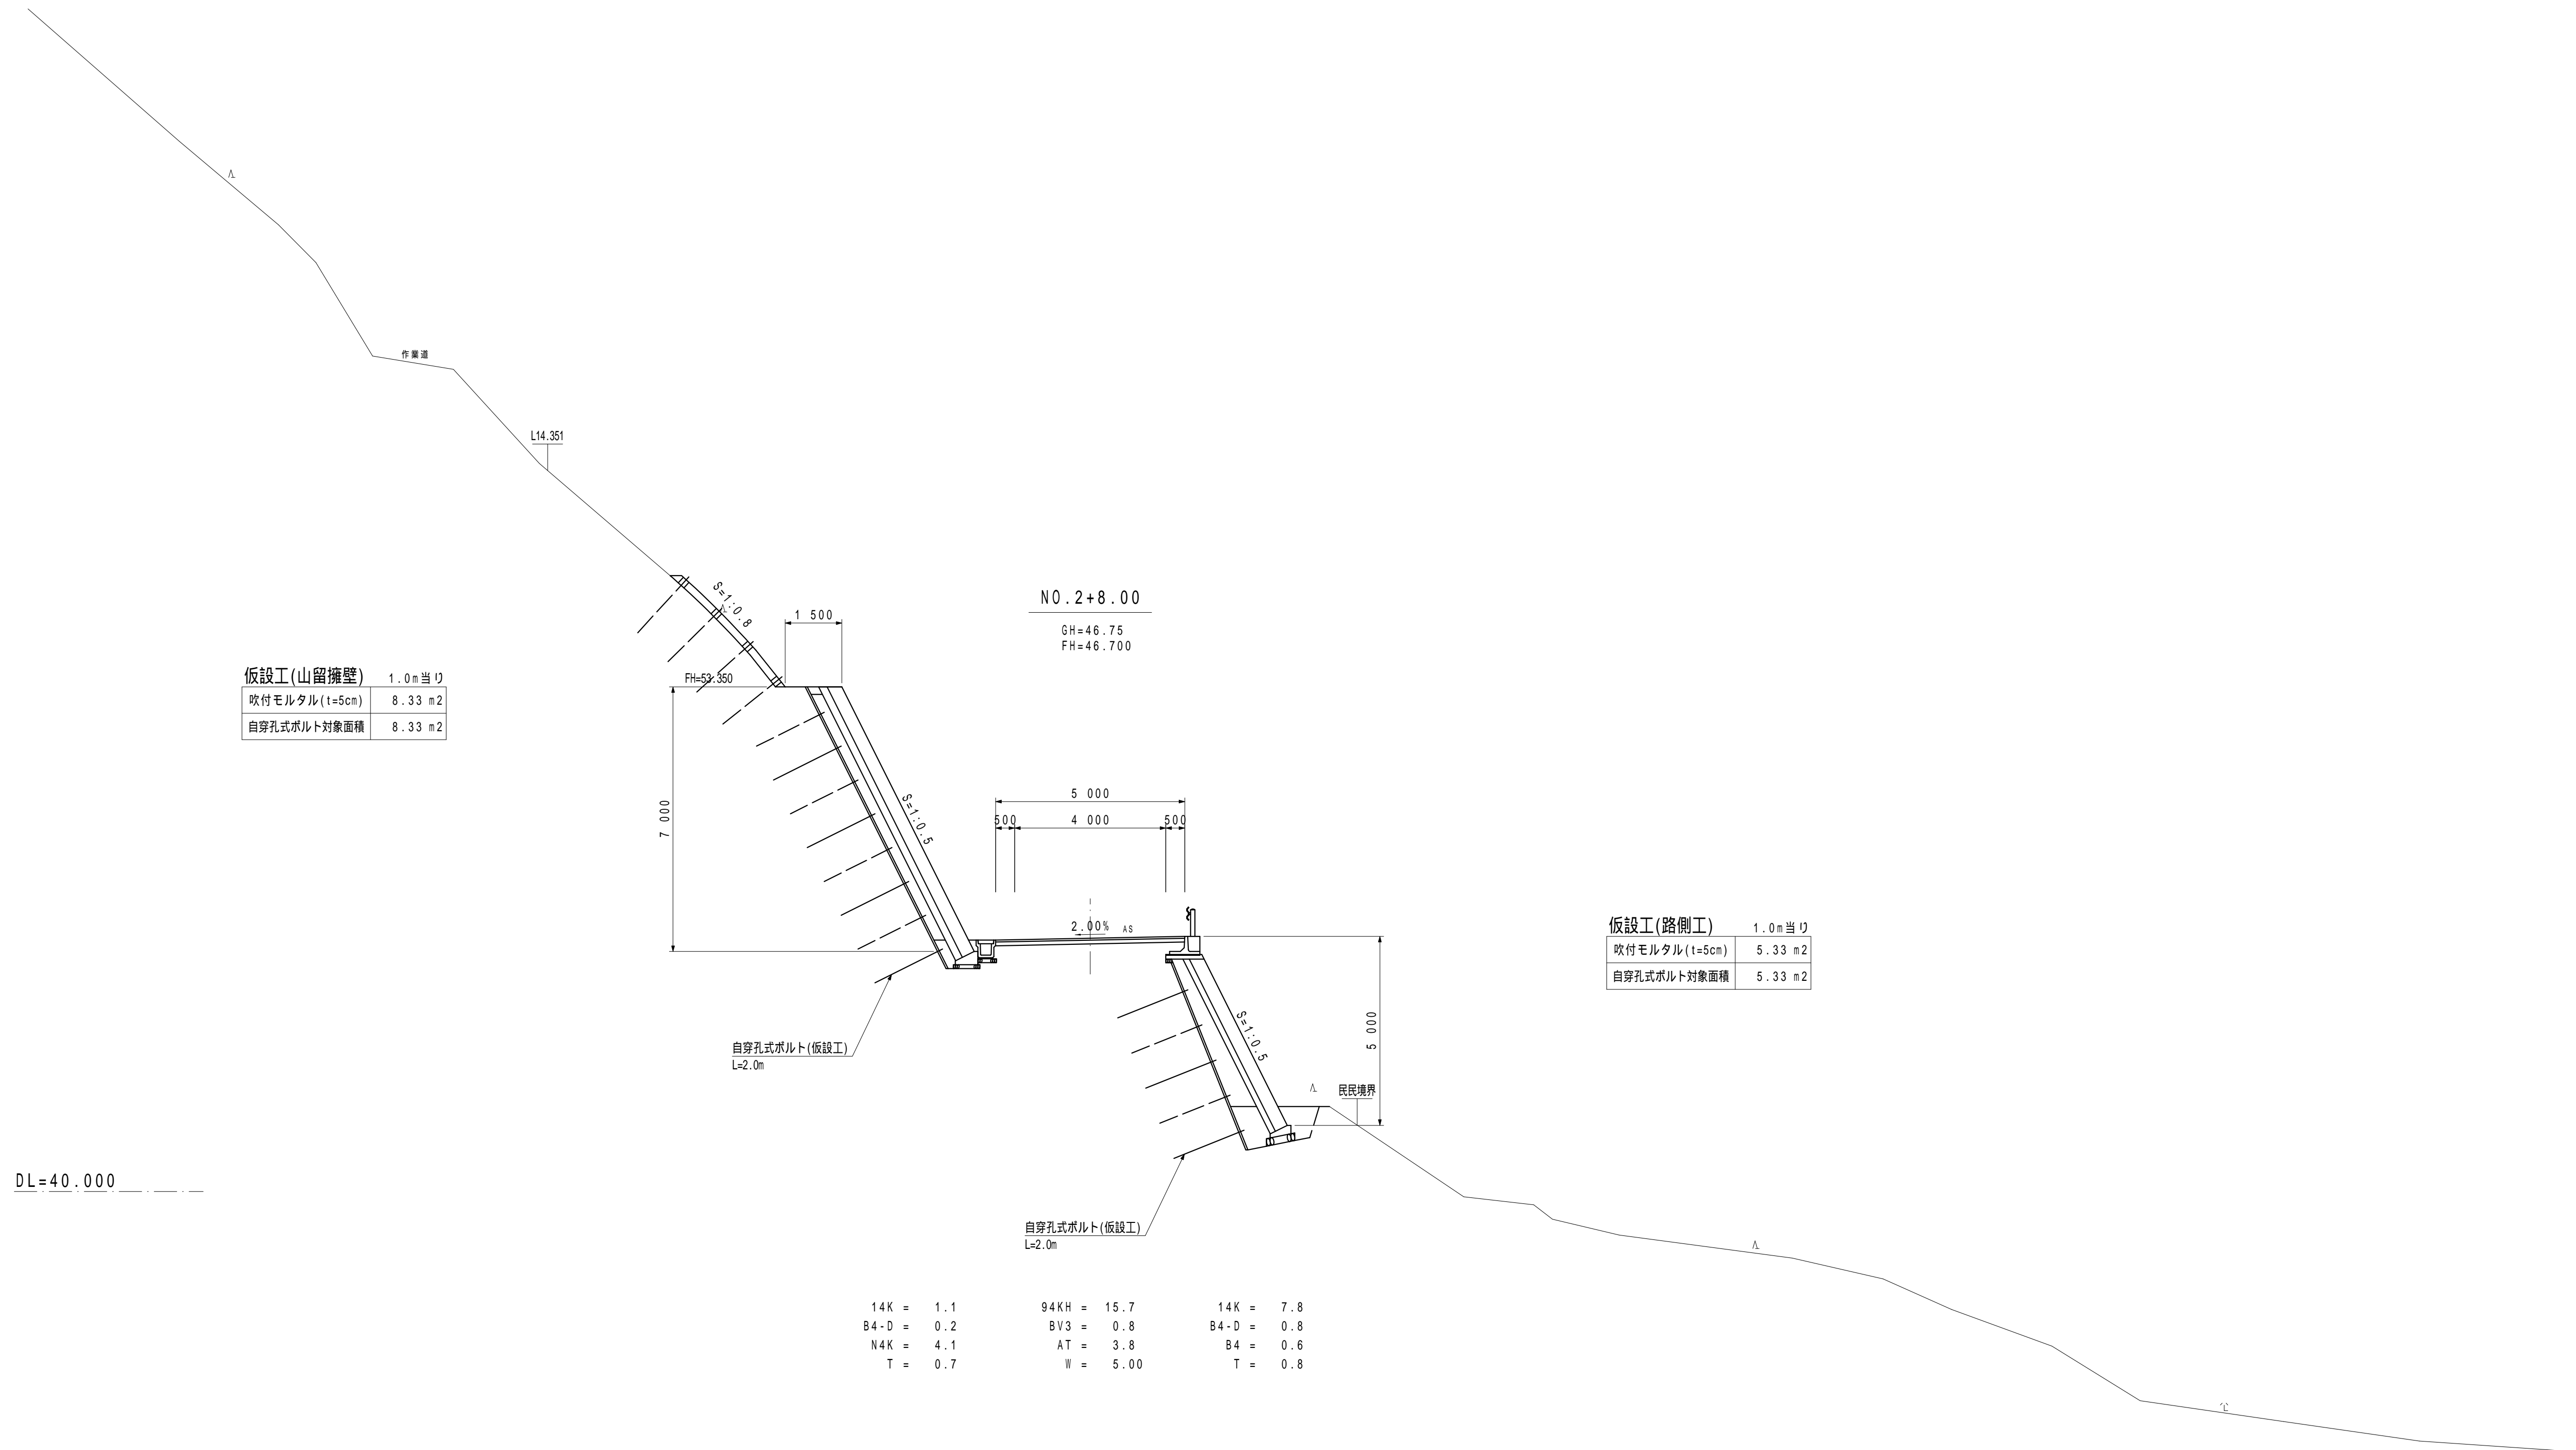 作業道
L14.351
S=1:0.8
1 500
NO.2+8.00
GH=46.75
FH=46.700
FH=53.350
仮設工(山留擁壁) 1.0m当り
吹付モルタル(t=5cm) 8.33 m2
自穿孔式ボルト対象面積 8.33 m2
7 000
S=1:0.5
5 000
500 4 000 500
2.00% AS
仮設工(路側工) 1.0m当り
吹付モルタル(t=5cm) 5.33 m2
自穿孔式ボルト対象面積 5.33 m2
S=1:0.5
5 000
自穿孔式ボルト(仮設工)
L=2.0m
民民境界
DL=40.000
自穿孔式ボルト(仮設工)
L=2.0m
14K = 1.1 94KH = 15.7 14K = 7.8
B4-D = 0.2 BV3 = 0.8 B4-D = 0.8
N4K = 4.1 AT = 3.8 B4 = 0.6
T = 0.7 W = 5.00 T = 0.8